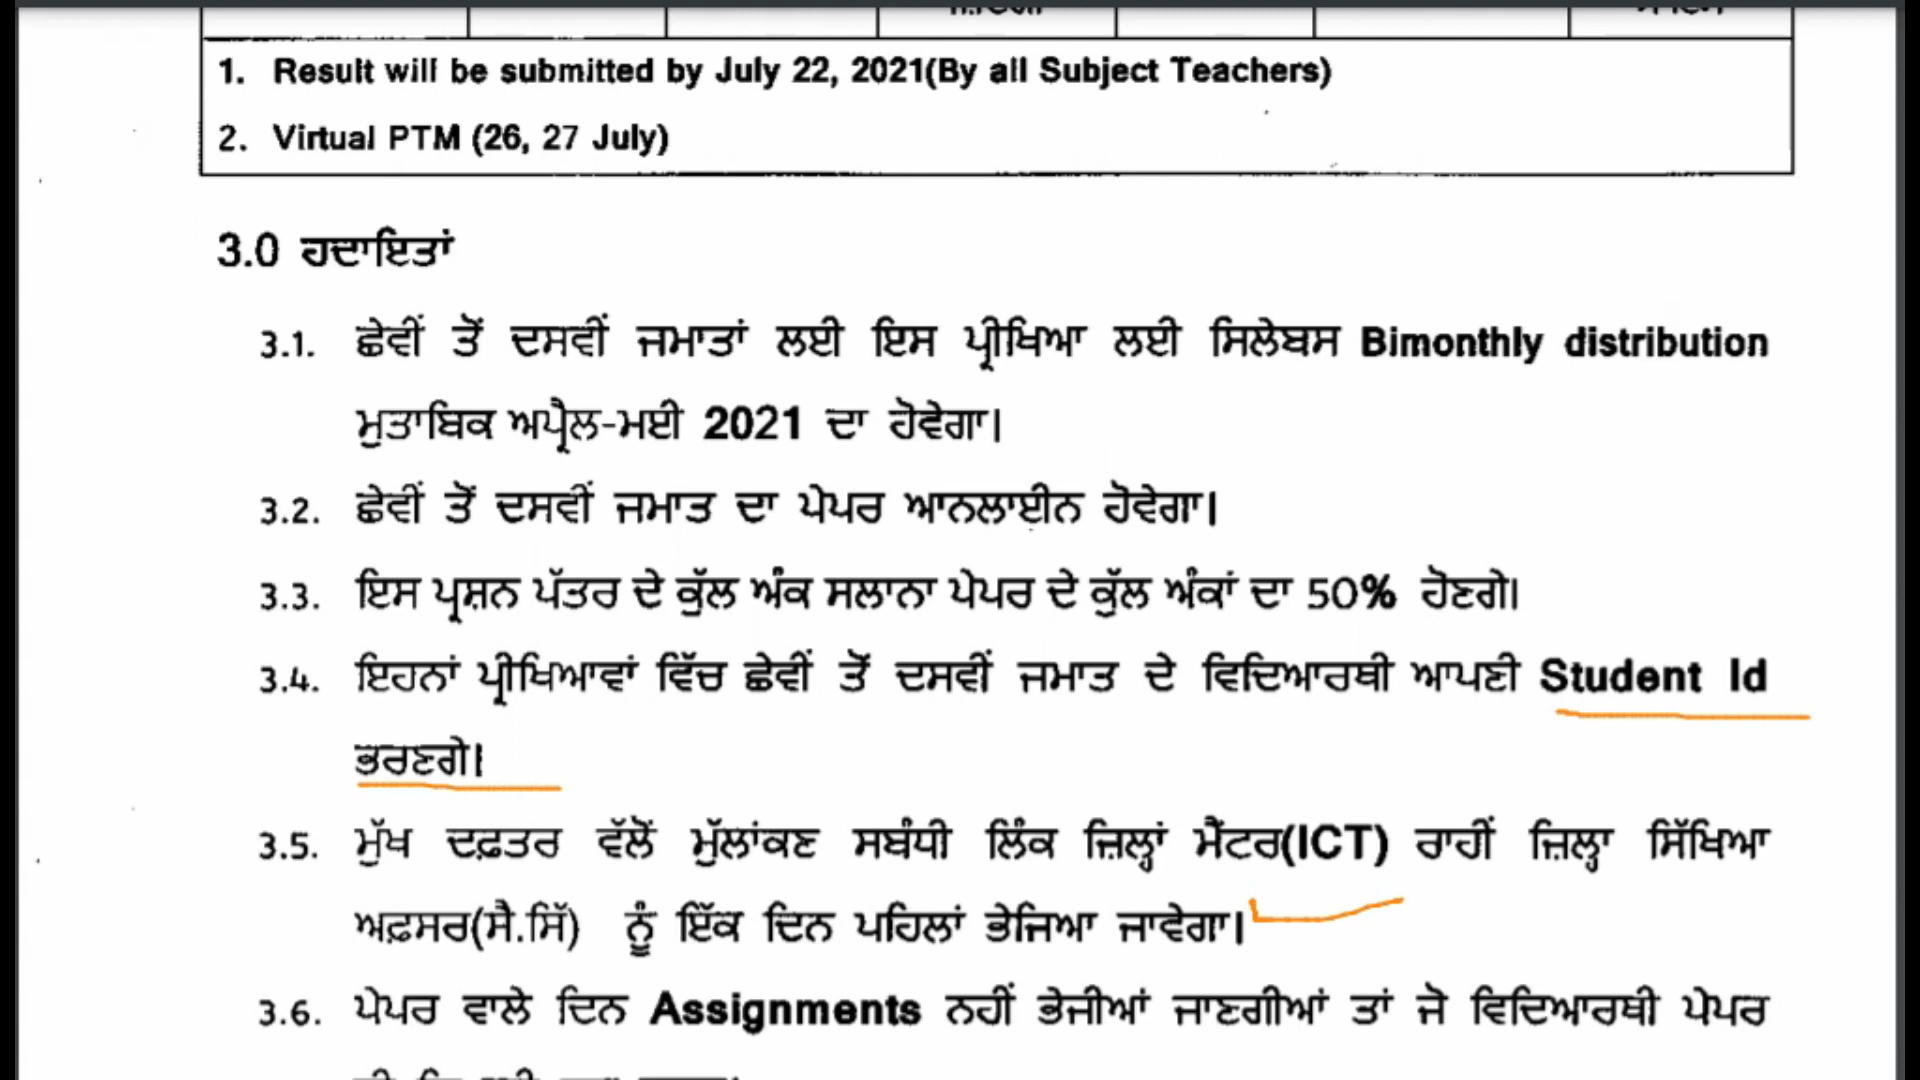 1. Result will be submitted by July 22, 2021(By all Subject Teachers)
2. Virtual PTM (26, 27 July)
3.0 ਹਦਾਇਤਾਂ
3.1. ਛੇਵੀਂ ਤੋਂ ਦਸਵੀਂ ਜਮਾਤਾਂ ਲਈ ਇਸ ਪ੍ਰੀਖਿਆ ਲਈ ਸਿਲੇਬਸ Bimonthly distribution
ਮੁਤਾਬਿਕ ਅਪ੍ਰੈਲ-ਮਈ 2021 ਦਾ ਹੋਵੇਗਾ।
3.2. ਛੇਵੀਂ ਤੋਂ ਦਸਵੀਂ ਜਮਾਤ ਦਾ ਪੇਪਰ ਆਨਲਾਈਨ ਹੋਵੇਗਾ।
3.3. ਇਸ ਪ੍ਰਸ਼ਨ ਪੱਤਰ ਦੇ ਕੁੱਲ ਅੰਕ ਸਲਾਨਾ ਪੇਪਰ ਦੇ ਕੁੱਲ ਅੰਕਾਂ ਦਾ 50% ਹੋਣਗੇ।
3.4. ਇਹਨਾਂ ਪ੍ਰੀਖਿਆਵਾਂ ਵਿੱਚ ਛੇਵੀਂ ਤੋਂ ਦਸਵੀਂ ਜਮਾਤ ਦੇ ਵਿਦਿਆਰਥੀ ਆਪਣੀ Student Id
ਭਰਣਗੇ।
3.5. ਮੁੱਖ ਦਫ਼ਤਰ ਵੱਲੋਂ ਮੁੱਲਾਂਕਣ ਸਬੰਧੀ ਲਿੰਕ ਜ਼ਿਲ੍ਹਾਂ ਮੈਂਟਰ(ICT) ਰਾਹੀਂ ਜ਼ਿਲ੍ਹਾ ਸਿੱਖਿਆ
ਅਫ਼ਸਰ(ਸੈ.ਸਿੱ) ਨੂੰ ਇੱਕ ਦਿਨ ਪਹਿਲਾਂ ਭੇਜਿਆ ਜਾਵੇਗਾ।
3.6. ਪੇਪਰ ਵਾਲੇ ਦਿਨ Assignments ਨਹੀਂ ਭੇਜੀਆਂ ਜਾਣਗੀਆਂ ਤਾਂ ਜੋ ਵਿਦਿਆਰਥੀ ਪੇਪਰ